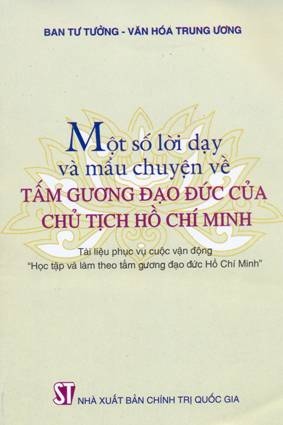 BAN TƯ TƯỞNG - VĂN HÓA TRUNG ƯƠNG
Một số lời dạy
và mẩu chuyện về
TẤM GƯƠNG ĐẠO ĐỨC CỦA
CHỦ TỊCH HỒ CHÍ MINH
Tài liệu phục vụ cuộc vận động
"Học tập và làm theo tấm gương đạo đức Hồ Chí Minh"
ST NHÀ XUẤT BẢN CHÍNH TRỊ QUỐC GIA